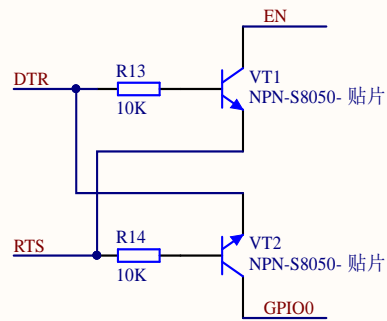 EN
DTR
R13
10K
VT1
NPN-S8050- 贴片
RTS
R14
10K
VT2
NPN-S8050- 贴片
GPIO0